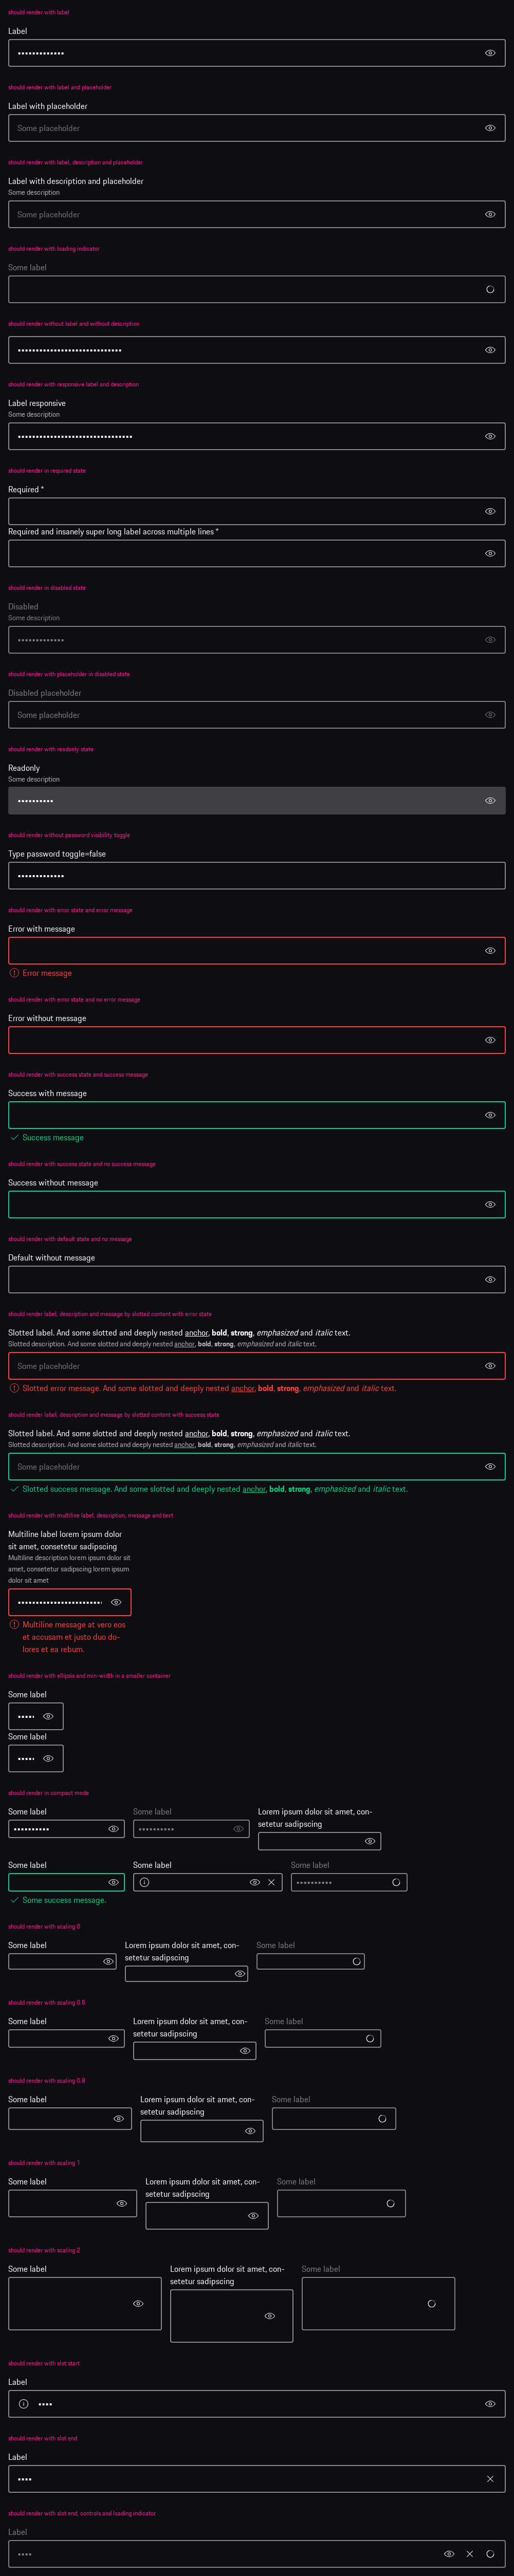 should render with label
Label
•••••••••••••
should render with label and placeholder
Label with placeholder
Some placeholder
should render with label, description and placeholder
Label with description and placeholder
Some description
Some placeholder
should render with loading indicator
Some label
should render without label and without description
•••••••••••••••••••••••••••••
should render with responsive label and description
Label responsive
Some description
••••••••••••••••••••••••••••••••
should render in required state
Required *
Required and insanely super long label across multiple lines *
should render in disabled state
Disabled
Some description
•••••••••••••
should render with placeholder in disabled state
Disabled placeholder
Some placeholder
should render with readonly state
Readonly
Some description
••••••••••
should render without password visibility toggle
Type password toggle=false
•••••••••••••
should render with error state and error message
Error with message
Error message
should render with error state and no error message
Error without message
should render with success state and success message
Success with message
Success message
should render with success state and no success message
Success without message
should render with default state and no message
Default without message
should render label, description and message by slotted content with error state
Slotted label. And some slotted and deeply nested anchor, bold, strong, emphasized and italic text.
Slotted description. And some slotted and deeply nested anchor, bold, strong, emphasized and italic text.
Some placeholder
Slotted error message. And some slotted and deeply nested anchor, bold, strong, emphasized and italic text.
should render label, description and message by slotted content with success state
Slotted label. And some slotted and deeply nested anchor, bold, strong, emphasized and italic text.
Slotted description. And some slotted and deeply nested anchor, bold, strong, emphasized and italic text.
Some placeholder
Slotted success message. And some slotted and deeply nested anchor, bold, strong, emphasized and italic text.
should render with multiline label, description, message and text
Multiline label lorem ipsum dolor
sit amet, consetetur sadipscing
Multiline description lorem ipsum dolor sit
amet, consetetur sadipscing lorem ipsum
dolor sit amet
••••••••••••••••••••••••
Multiline message at vero eos
et accusam et justo duo do-
lores et ea rebum.
should render with ellipsis and min-width in a smaller container
Some label
•••••
Some label
•••••
should render in compact mode
Some label
••••••••••
Some label
••••••••••
Lorem ipsum dolor sit amet, con-
setetur sadipscing
Some label
Some success message.
Some label
Some label
••••••••••
should render with scaling 0
Some label
Lorem ipsum dolor sit amet, con-
setetur sadipscing
Some label
should render with scaling 0.5
Some label
Lorem ipsum dolor sit amet, con-
setetur sadipscing
Some label
should render with scaling 0.8
Some label
Lorem ipsum dolor sit amet, con-
setetur sadipscing
Some label
should render with scaling 1
Some label
Lorem ipsum dolor sit amet, con-
setetur sadipscing
Some label
should render with scaling 2
Some label
Lorem ipsum dolor sit amet, con-
setetur sadipscing
Some label
should render with slot start
Label
••••
should render with slot end
Label
••••
should render with slot end, controls and loading indicator
Label
••••